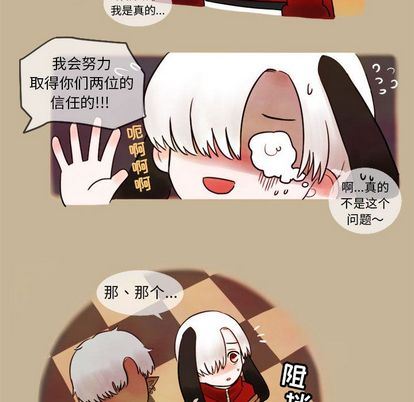 我是真的...
我会努力
取得你们两位的
信任的!!!
啊啊啊啊
啊...真的
不是这个
问题～
那、那个...
阻